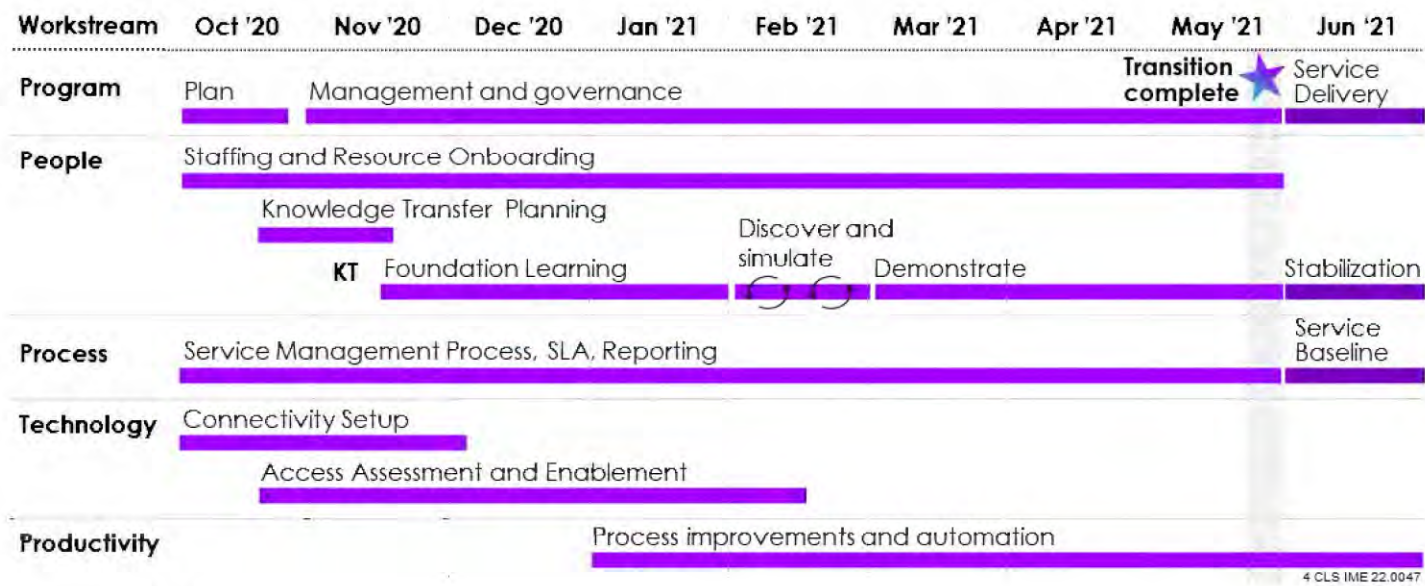 Workstream Oct '20 Nov '20 Dec '20 Jan '21 Feb '21 Mar '21 Apr '21 May '21 Jun '21
Program
Plan
Management and governance
Transition
complete
Service
Delivery
People
Staffing and Resource Onboarding
Knowledge Transfer Planning
KT
Foundation Learning
Discover and
simulate
Demonstrate
Stabilization
Process
Service Management Process, SLA, Reporting
Service
Baseline
Technology
Connectivity Setup
Access Assessment and Enablement
Productivity
Process improvements and automation
4 CLS IME 22.0047